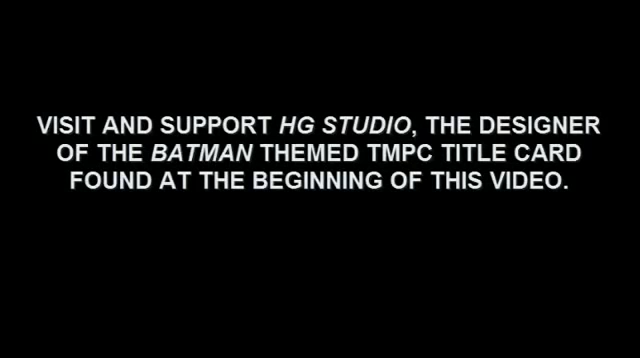 VISIT AND SUPPORT HG STUDIO, THE DESIGNER
OF THE BATMAN THEMED TMPC TITLE CARD
FOUND AT THE BEGINNING OF THIS VIDEO.